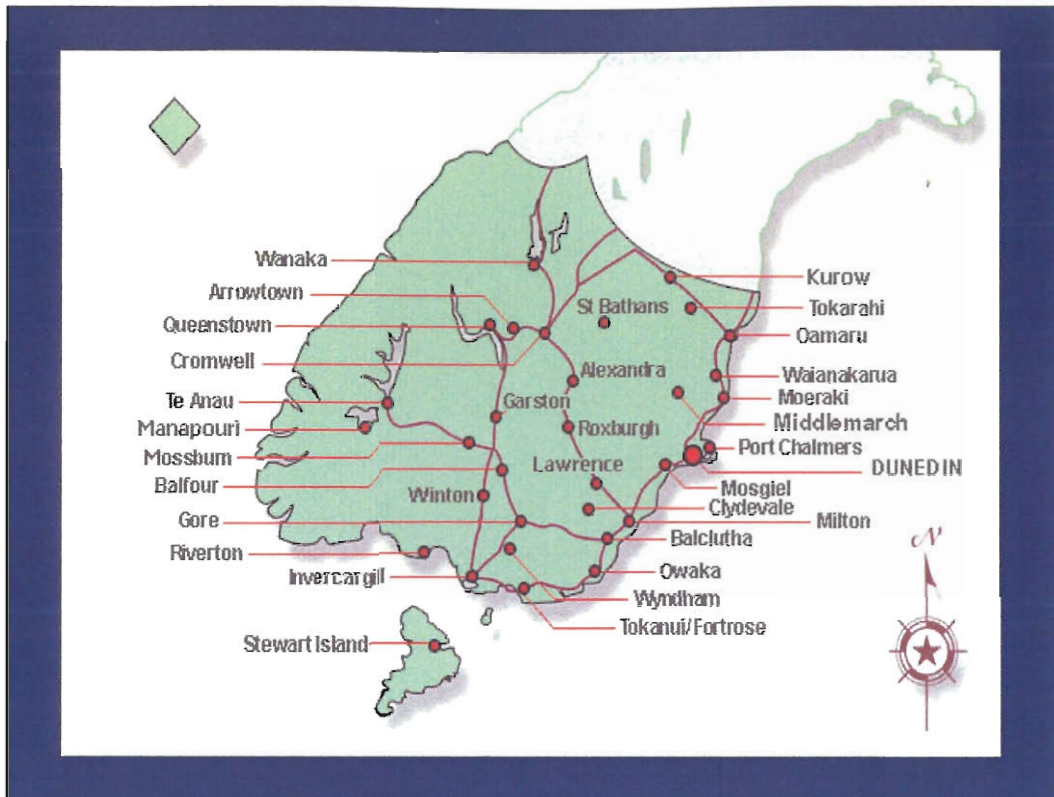 Wanaka
Arrowtown
Queenstown
Cromwell
Te Anau
Manapouri
Mossburn
Balfour
Gore
Riverton
Invercargill
Stewart Island
St Bathans
Alexandra
Garston
Roxburgh
Lawrence
Winton
Kurow
Tokarahi
Oamaru
Waianakarua
Moeraki
Middlemarch
Port Chalmers
DUNEDIN
Mosgiel
Clydevale
Milton
Balclutha
Owaka
Wyndham
Tokanui/Fortrose
N